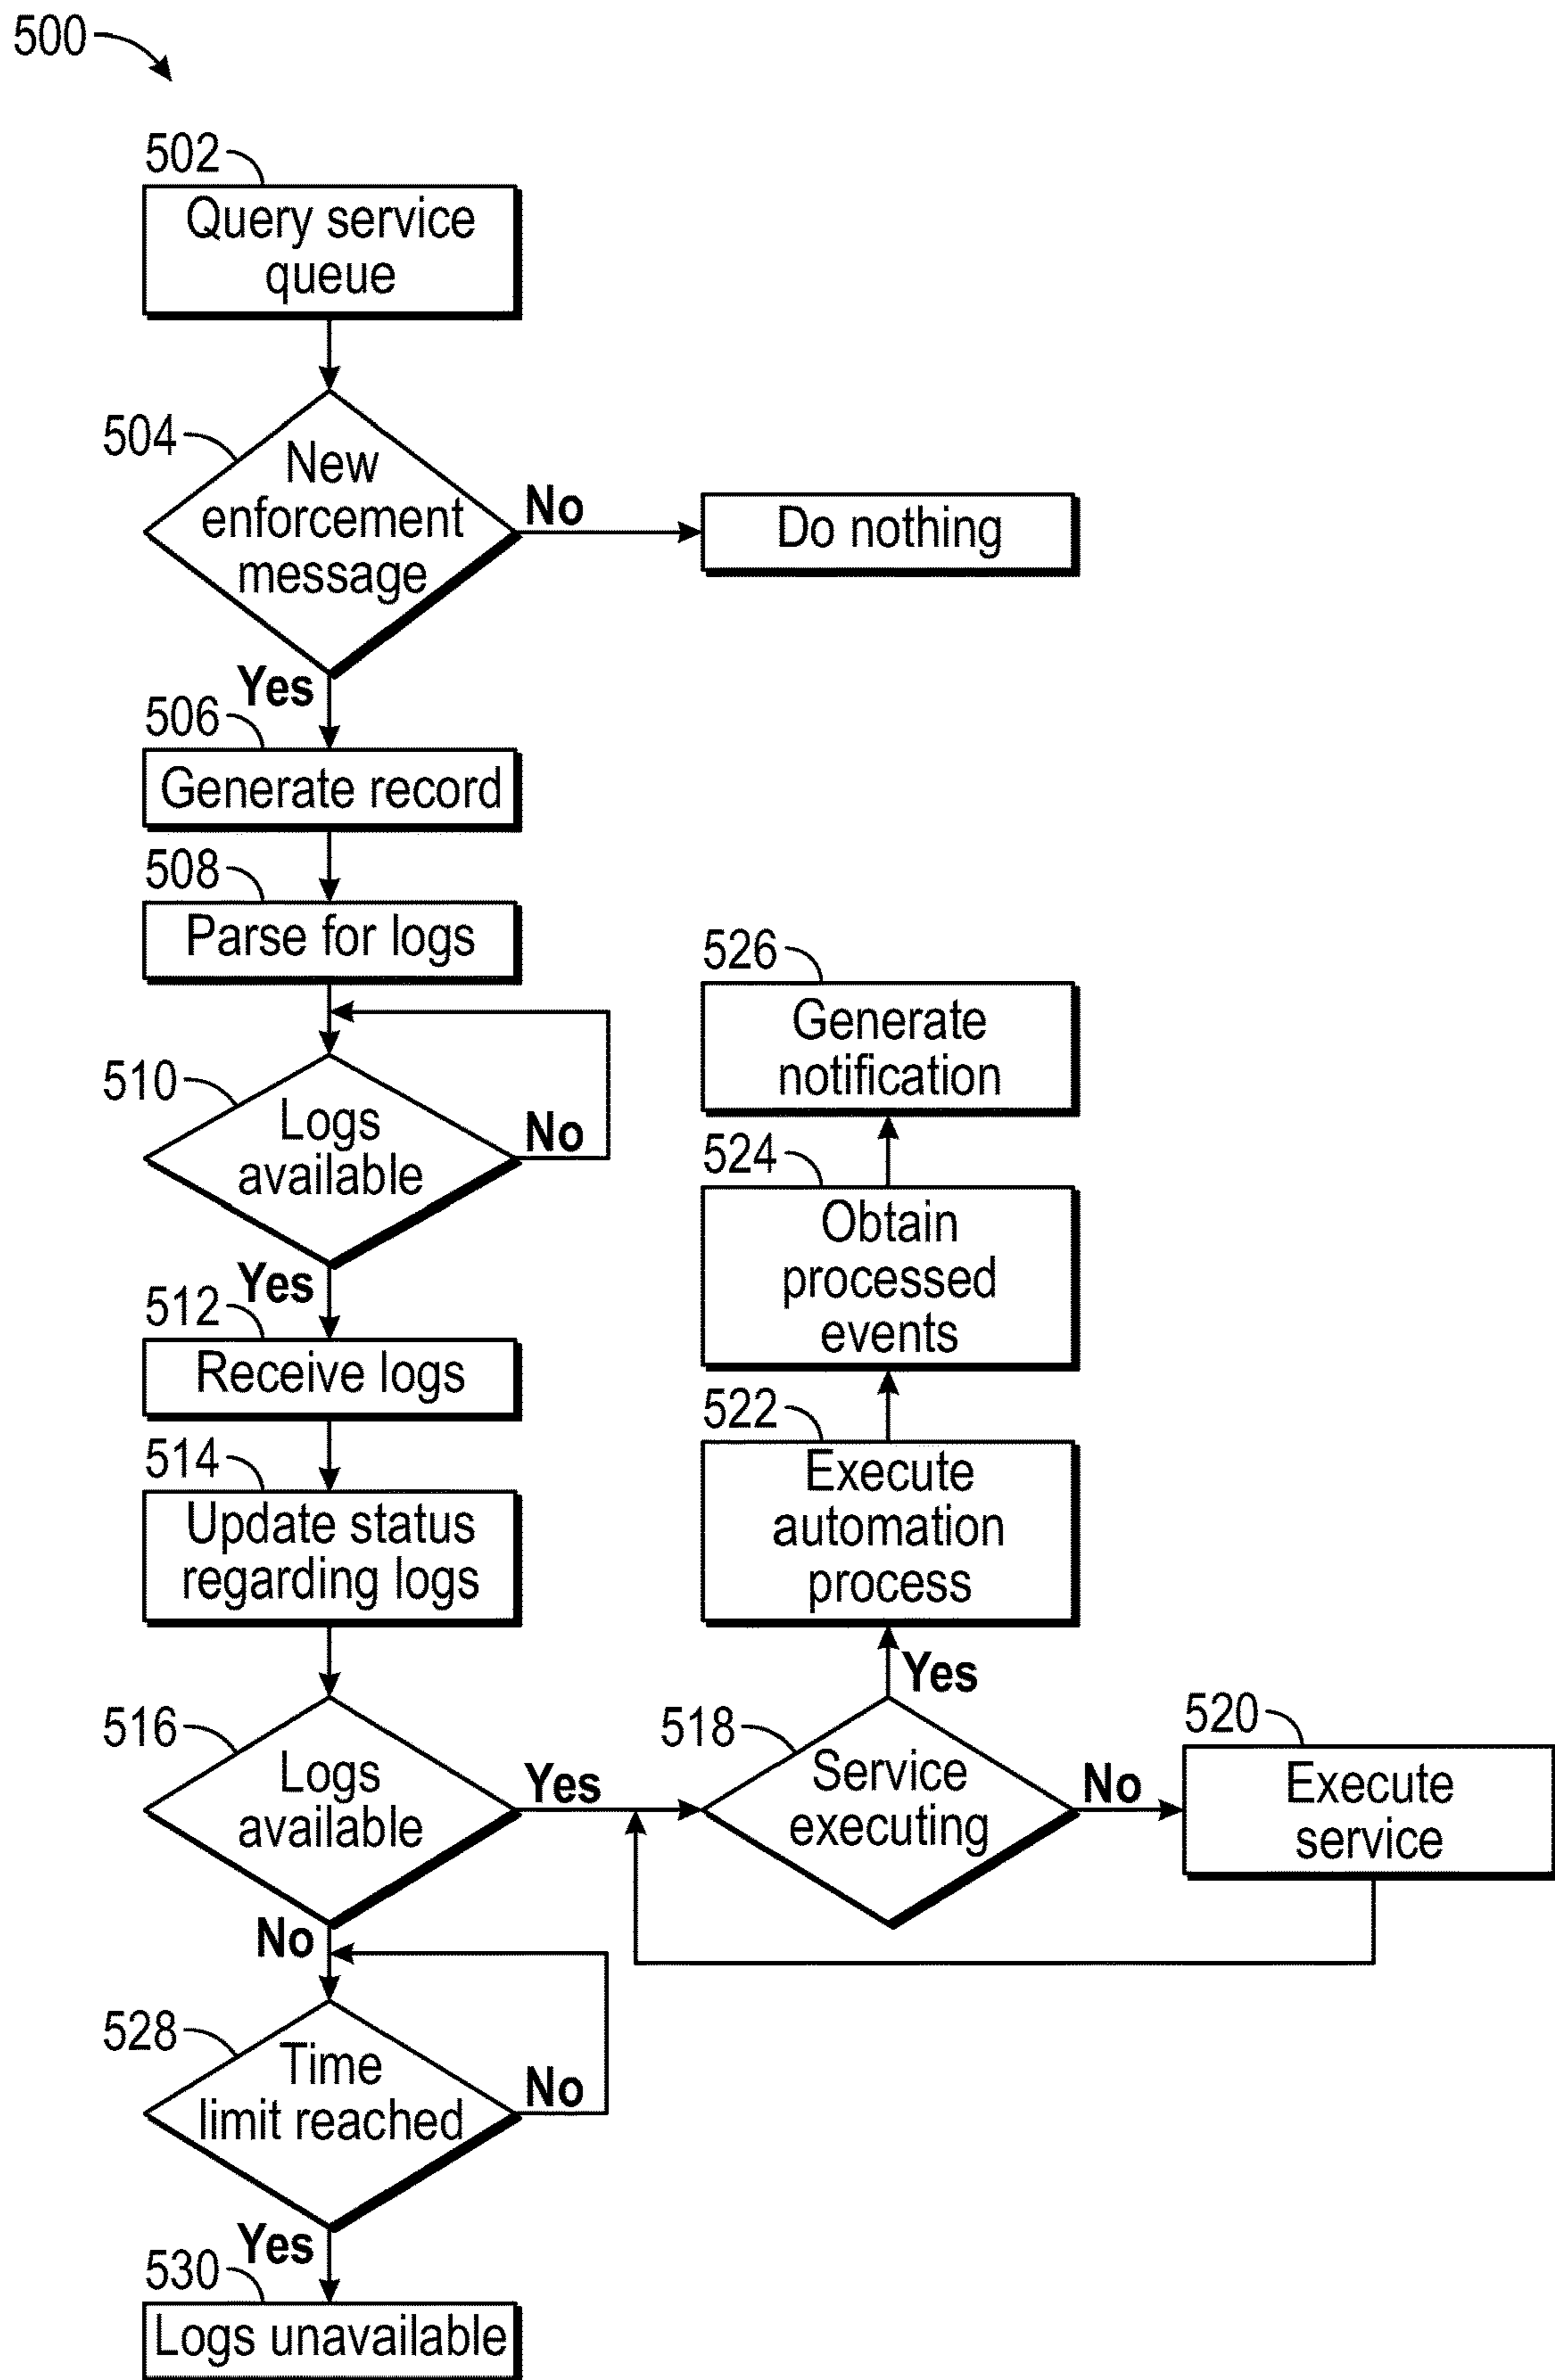 500
502
Query service
queue
504
New
enforcement
message
No
Do nothing
Yes
506
Generate record
508
Parse for logs
510
Logs
available
No
Yes
512
Receive logs
514
Update status
regarding logs
516
Logs
available
Yes
518
Service
executing
No
520
Execute
service
Yes
522
Execute
automation
process
524
Obtain
processed
events
526
Generate
notification
No
528
Time
limit reached
No
Yes
530
Logs unavailable